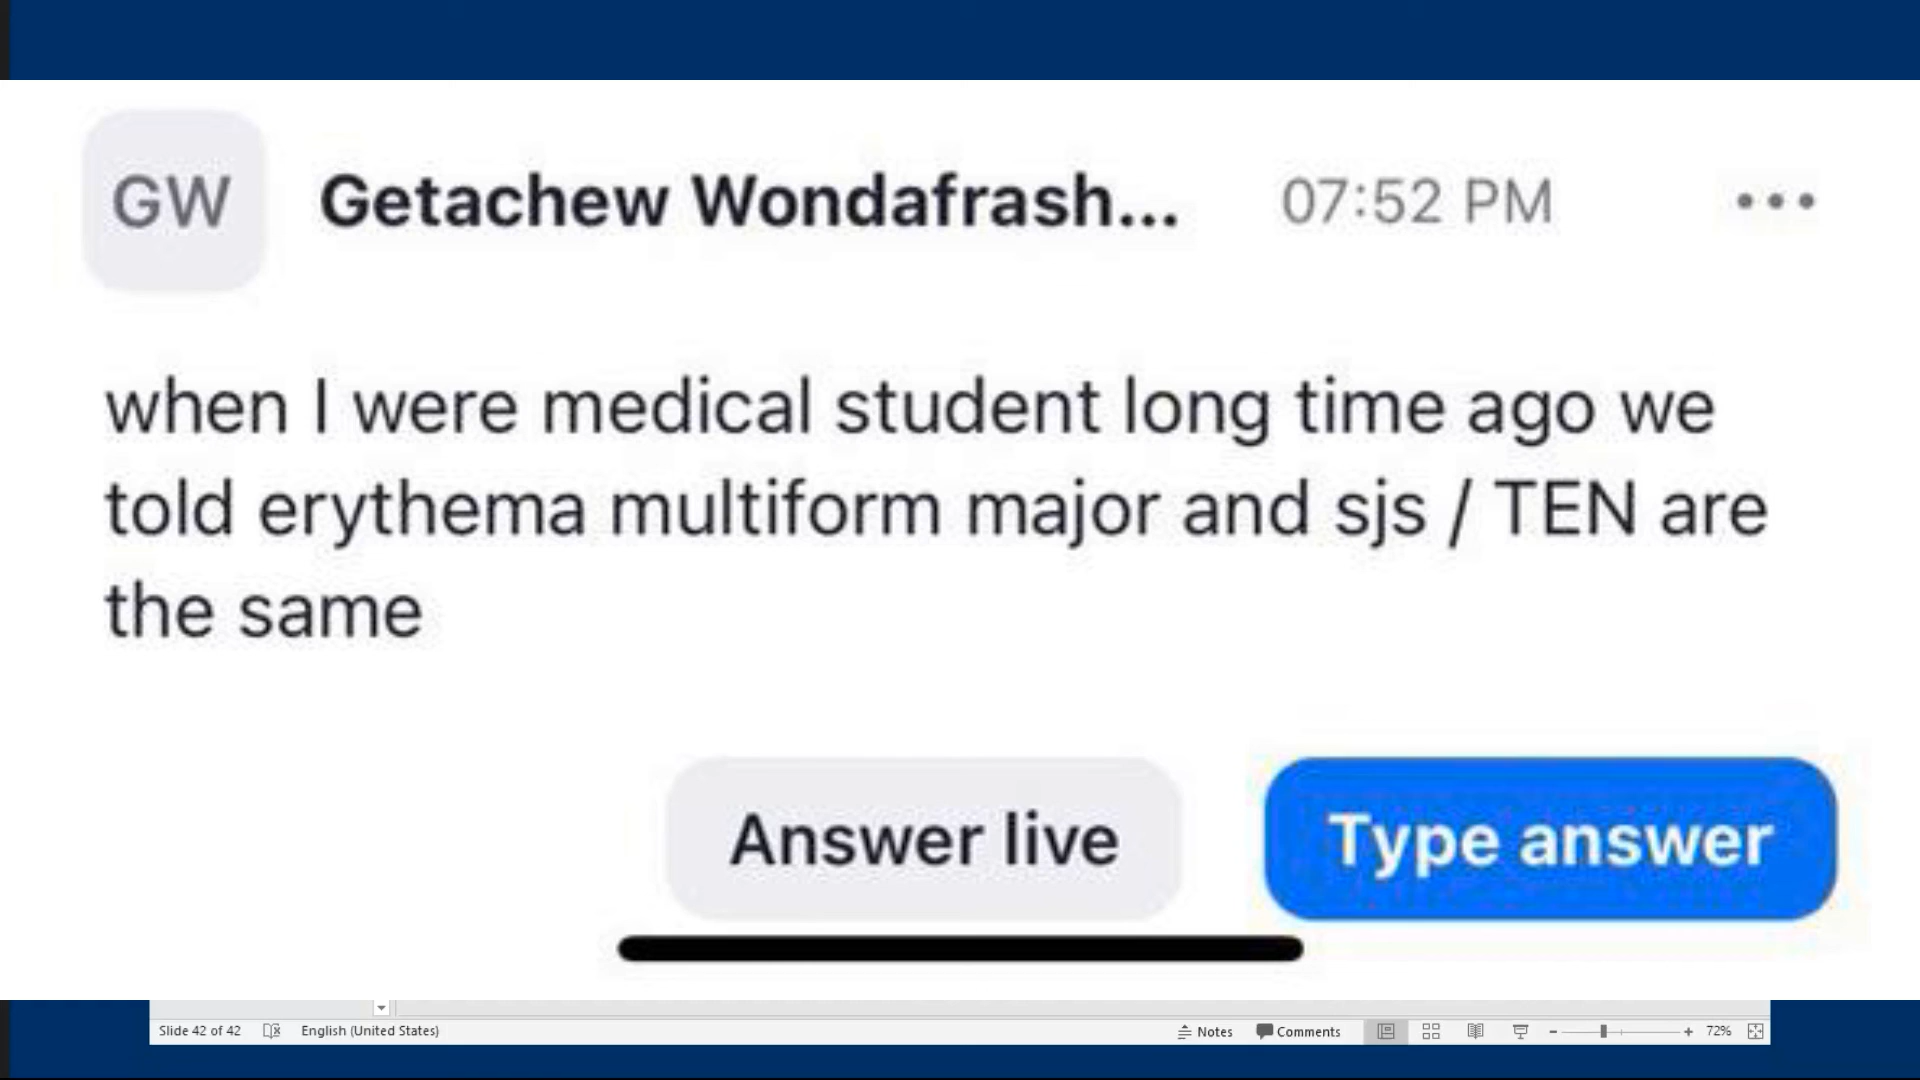 GW
Getachew Wondafrash...
07:52 PM
when I were medical student long time ago we
told erythema multiform major and sjs / TEN are
the same
Answer live
Type answer
Slide 42 of 42
English (United States)
Notes
Comments
72%